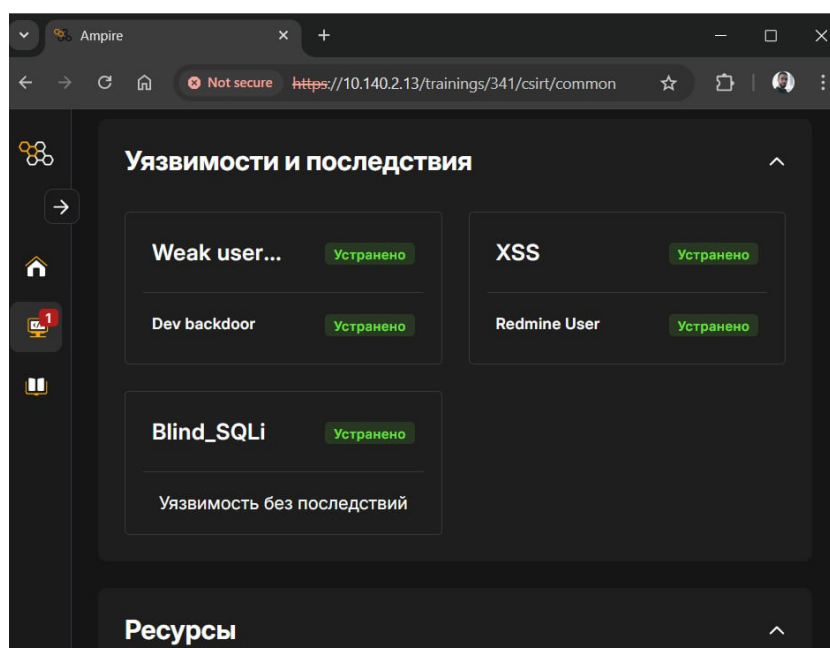 Ampire
Not secure https://10.140.2.13/trainings/341/csirt/common
Уязвимости и последствия
1
Weak user... Устранено
Dev backdoor Устранено
XSS Устранено
Redmine User Устранено
Blind_SQLi Устранено
Уязвимость без последствий
Ресурсы